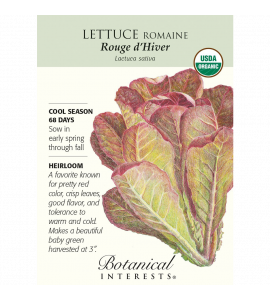 LETTUCE ROMAINE
Rouge d'Hiver
Lactuca sativa
USDA
ORGANIC
COOL SEASON
68 DAYS
Sow in
early spring
through fall
HEIRLOOM
A favorite known
for pretty red
color, crisp leaves,
good flavor, and
tolerance to
warm and cold.
Makes a beautiful
baby green
harvested at 3".
Botanical
INTERESTS®